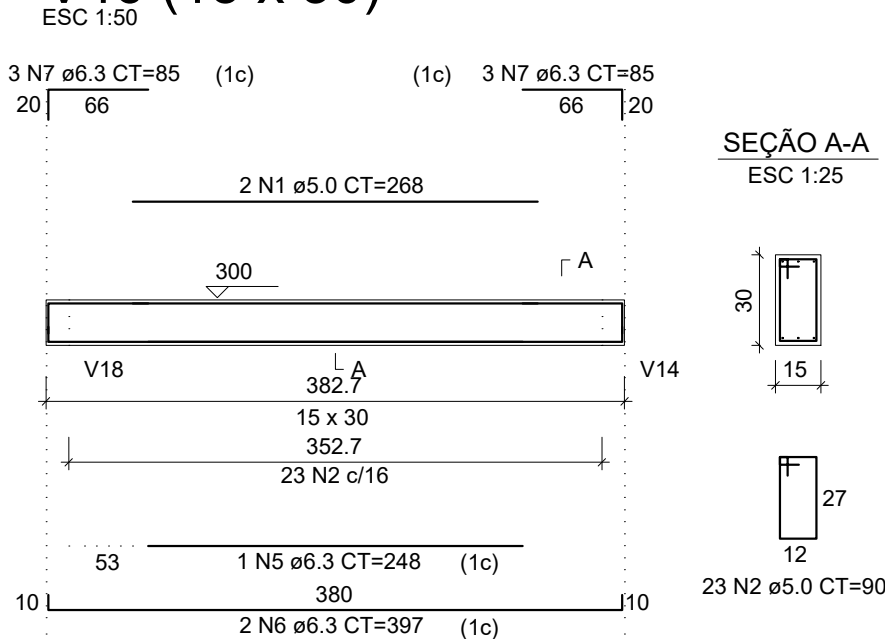 ESC 1:50
3 N7 ø6.3 CT=85 (1c) (1c) 3 N7 ø6.3 CT=85
20 66 66 20
SEÇÃO A-A
ESC 1:25
2 N1 ø5.0 CT=268
A
300
30
V18 A V14
15
382.7
15 x 30
352.7
23 N2 c/16
27
12
53 1 N5 ø6.3 CT=248 (1c)
23 N2 ø5.0 CT=90
10 380 10
2 N6 ø6.3 CT=397 (1c)